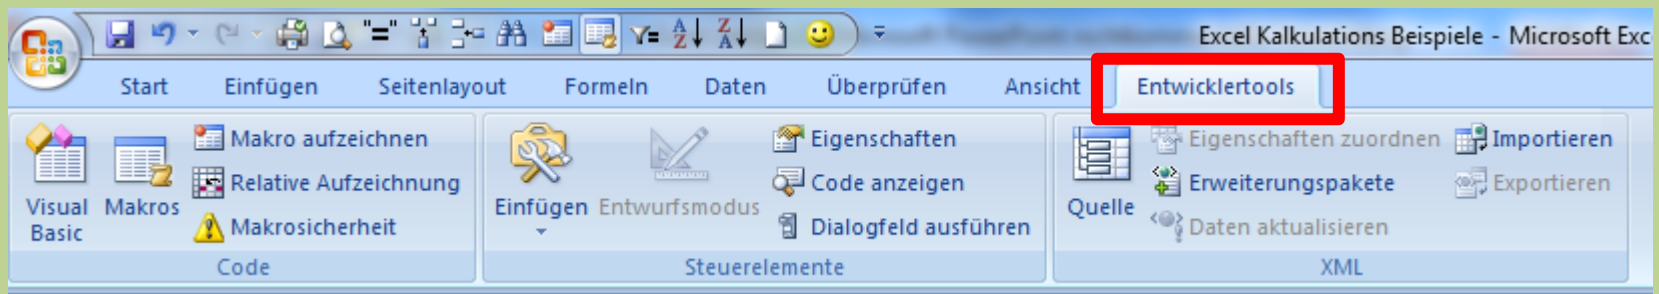 "="
Excel Kalkulations Beispiele - Microsoft Exc
Start Einfügen Seitenlayout Formeln Daten Überprüfen Ansicht Entwicklertools
Visual Basic
Makros
Makro aufzeichnen
Relative Aufzeichnung
Makrosicherheit
Code
Einfügen
Entwurfsmodus
Eigenschaften
Code anzeigen
Dialogfeld ausführen
Steuerelemente
Quelle
Eigenschaften zuordnen
Erweiterungspakete
Daten aktualisieren
Importieren
Exportieren
XML